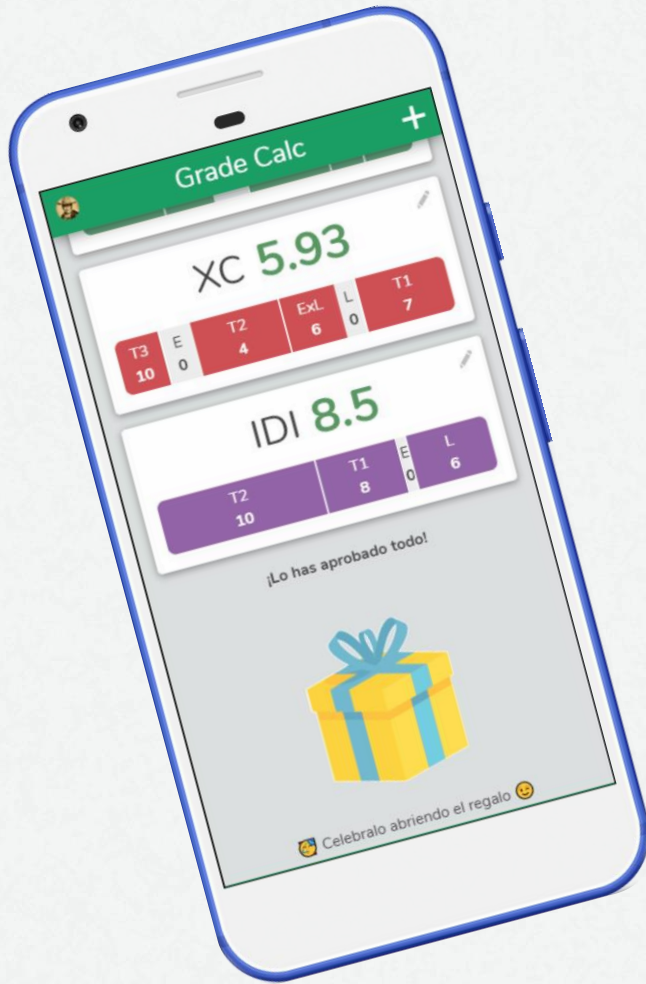 Grade Calc +
XC 5.93
T3 E T2 ExL L T1
10 0 4 6 0 7
IDI 8.5
T2 T1 E L
10 8 0 6
¡Lo has aprobado todo!
🥳 Celebralo abriendo el regalo 😉